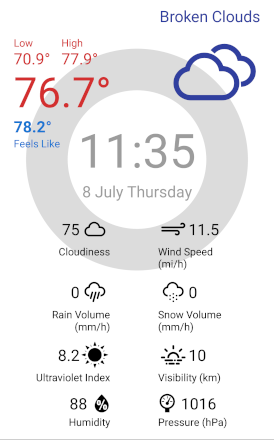 Broken Clouds
Low High
70.9° 77.9°
76.7°
78.2°
Feels Like
11:35
8 July Thursday
75 11.5
Cloudiness Wind Speed
(mi/h)
0 0
Rain Volume Snow Volume
(mm/h) (mm/h)
8.2 10
Ultraviolet Index Visibility (km)
88 1016
Humidity Pressure (hPa)